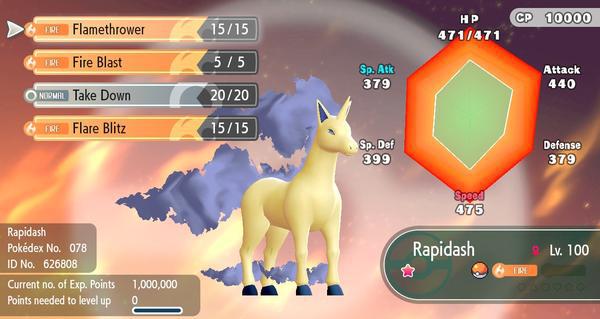 FIRE Flamethrower 15/15
FIRE Fire Blast 5/5
NORMAL Take Down 20/20
FIRE Flare Blitz 15/15
CP 10000
HP
471/471
Sp. Atk
379
Attack
440
Sp. Def
399
Defense
379
Speed
475
Rapidash
Pokédex No. 078
ID No. 626808
Current no. of Exp. Points 1,000,000
Points needed to level up 0
Rapidash Lv. 100
FIRE